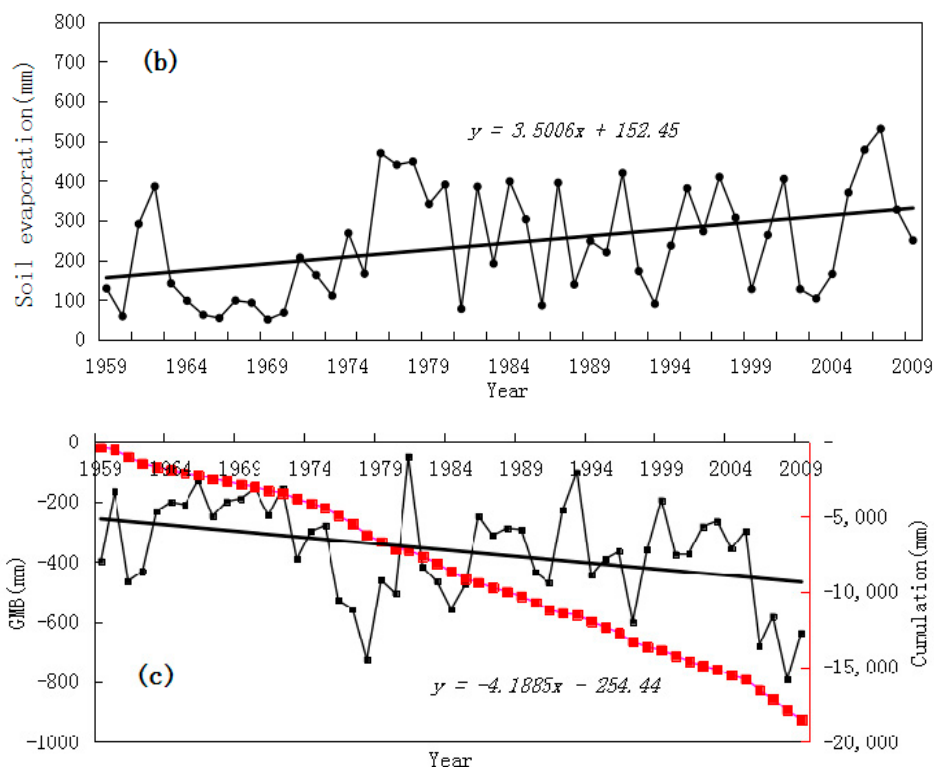 800
700
600
500
400
300
200
100
0
Soil evaporation(mm)
(b)
y = 3.5006x + 152.45
1959 1964 1969 1974 1979 1984 1989 1994 1999 2004 2009
Year
0
-200
-400
-600
-800
-1000
GMB(mm)
1959 1964 1969 1974 1979 1984 1989 1994 1999 2004 2009
(c)
y = -4.1885x - 254.44
Year
-
-5,000
-10,000
-15,000
-20,000
Cumulation(mm)